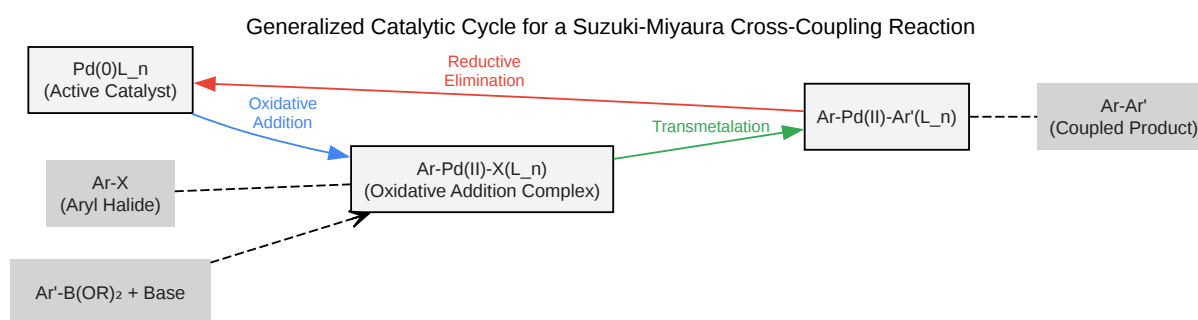 Generalized Catalytic Cycle for a Suzuki-Miyaura Cross-Coupling Reaction
Pd(0)L_n
(Active Catalyst)
Reductive
Elimination
Oxidative
Addition
Ar-Pd(II)-Ar'(L_n)
Ar-Ar'
(Coupled Product)
Transmetalation
Ar-Pd(II)-X(L_n)
(Oxidative Addition Complex)
Ar-X
(Aryl Halide)
Ar'-B(OR)₂ + Base